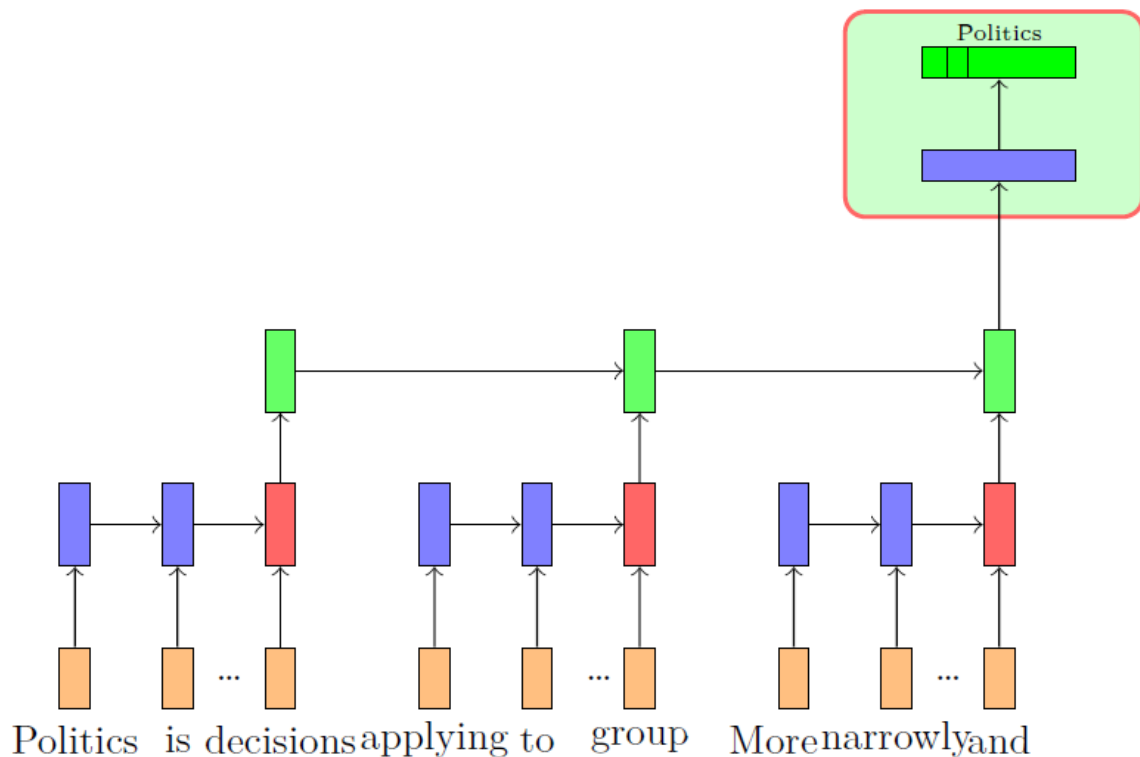 Politics
... ... ...
Politics is decisions applying to group More narrowly and